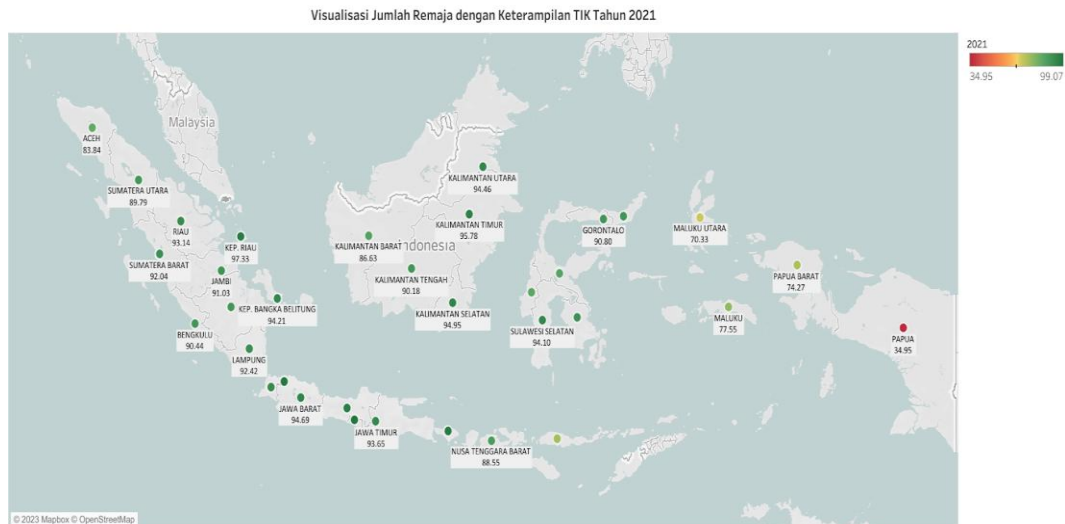 Visualisasi Jumlah Remaja dengan Keterampilan TIK Tahun 2021
2021
34.95 99.07
Malaysia
ACEH
83.84
SUMATERA UTARA
89.79
RIAU
93.14
KEP. RIAU
97.33
SUMATERA BARAT
92.04
JAMBI
91.03
KEP. BANGKA BELITUNG
94.21
BENGKULU
90.44
LAMPUNG
92.42
JAWA BARAT
94.69
JAWA TIMUR
93.65
NUSA TENGGARA BARAT
88.55
KALIMANTAN UTARA
94.46
KALIMANTAN TIMUR
95.78
KALIMANTAN BARAT
86.63
Indonesia
KALIMANTAN TENGAH
90.18
KALIMANTAN SELATAN
94.95
GORONTALO
90.80
SULAWESI SELATAN
94.10
MALUKU UTARA
70.33
PAPUA BARAT
74.27
MALUKU
77.55
PAPUA
34.95
© 2023 Mapbox © OpenStreetMap